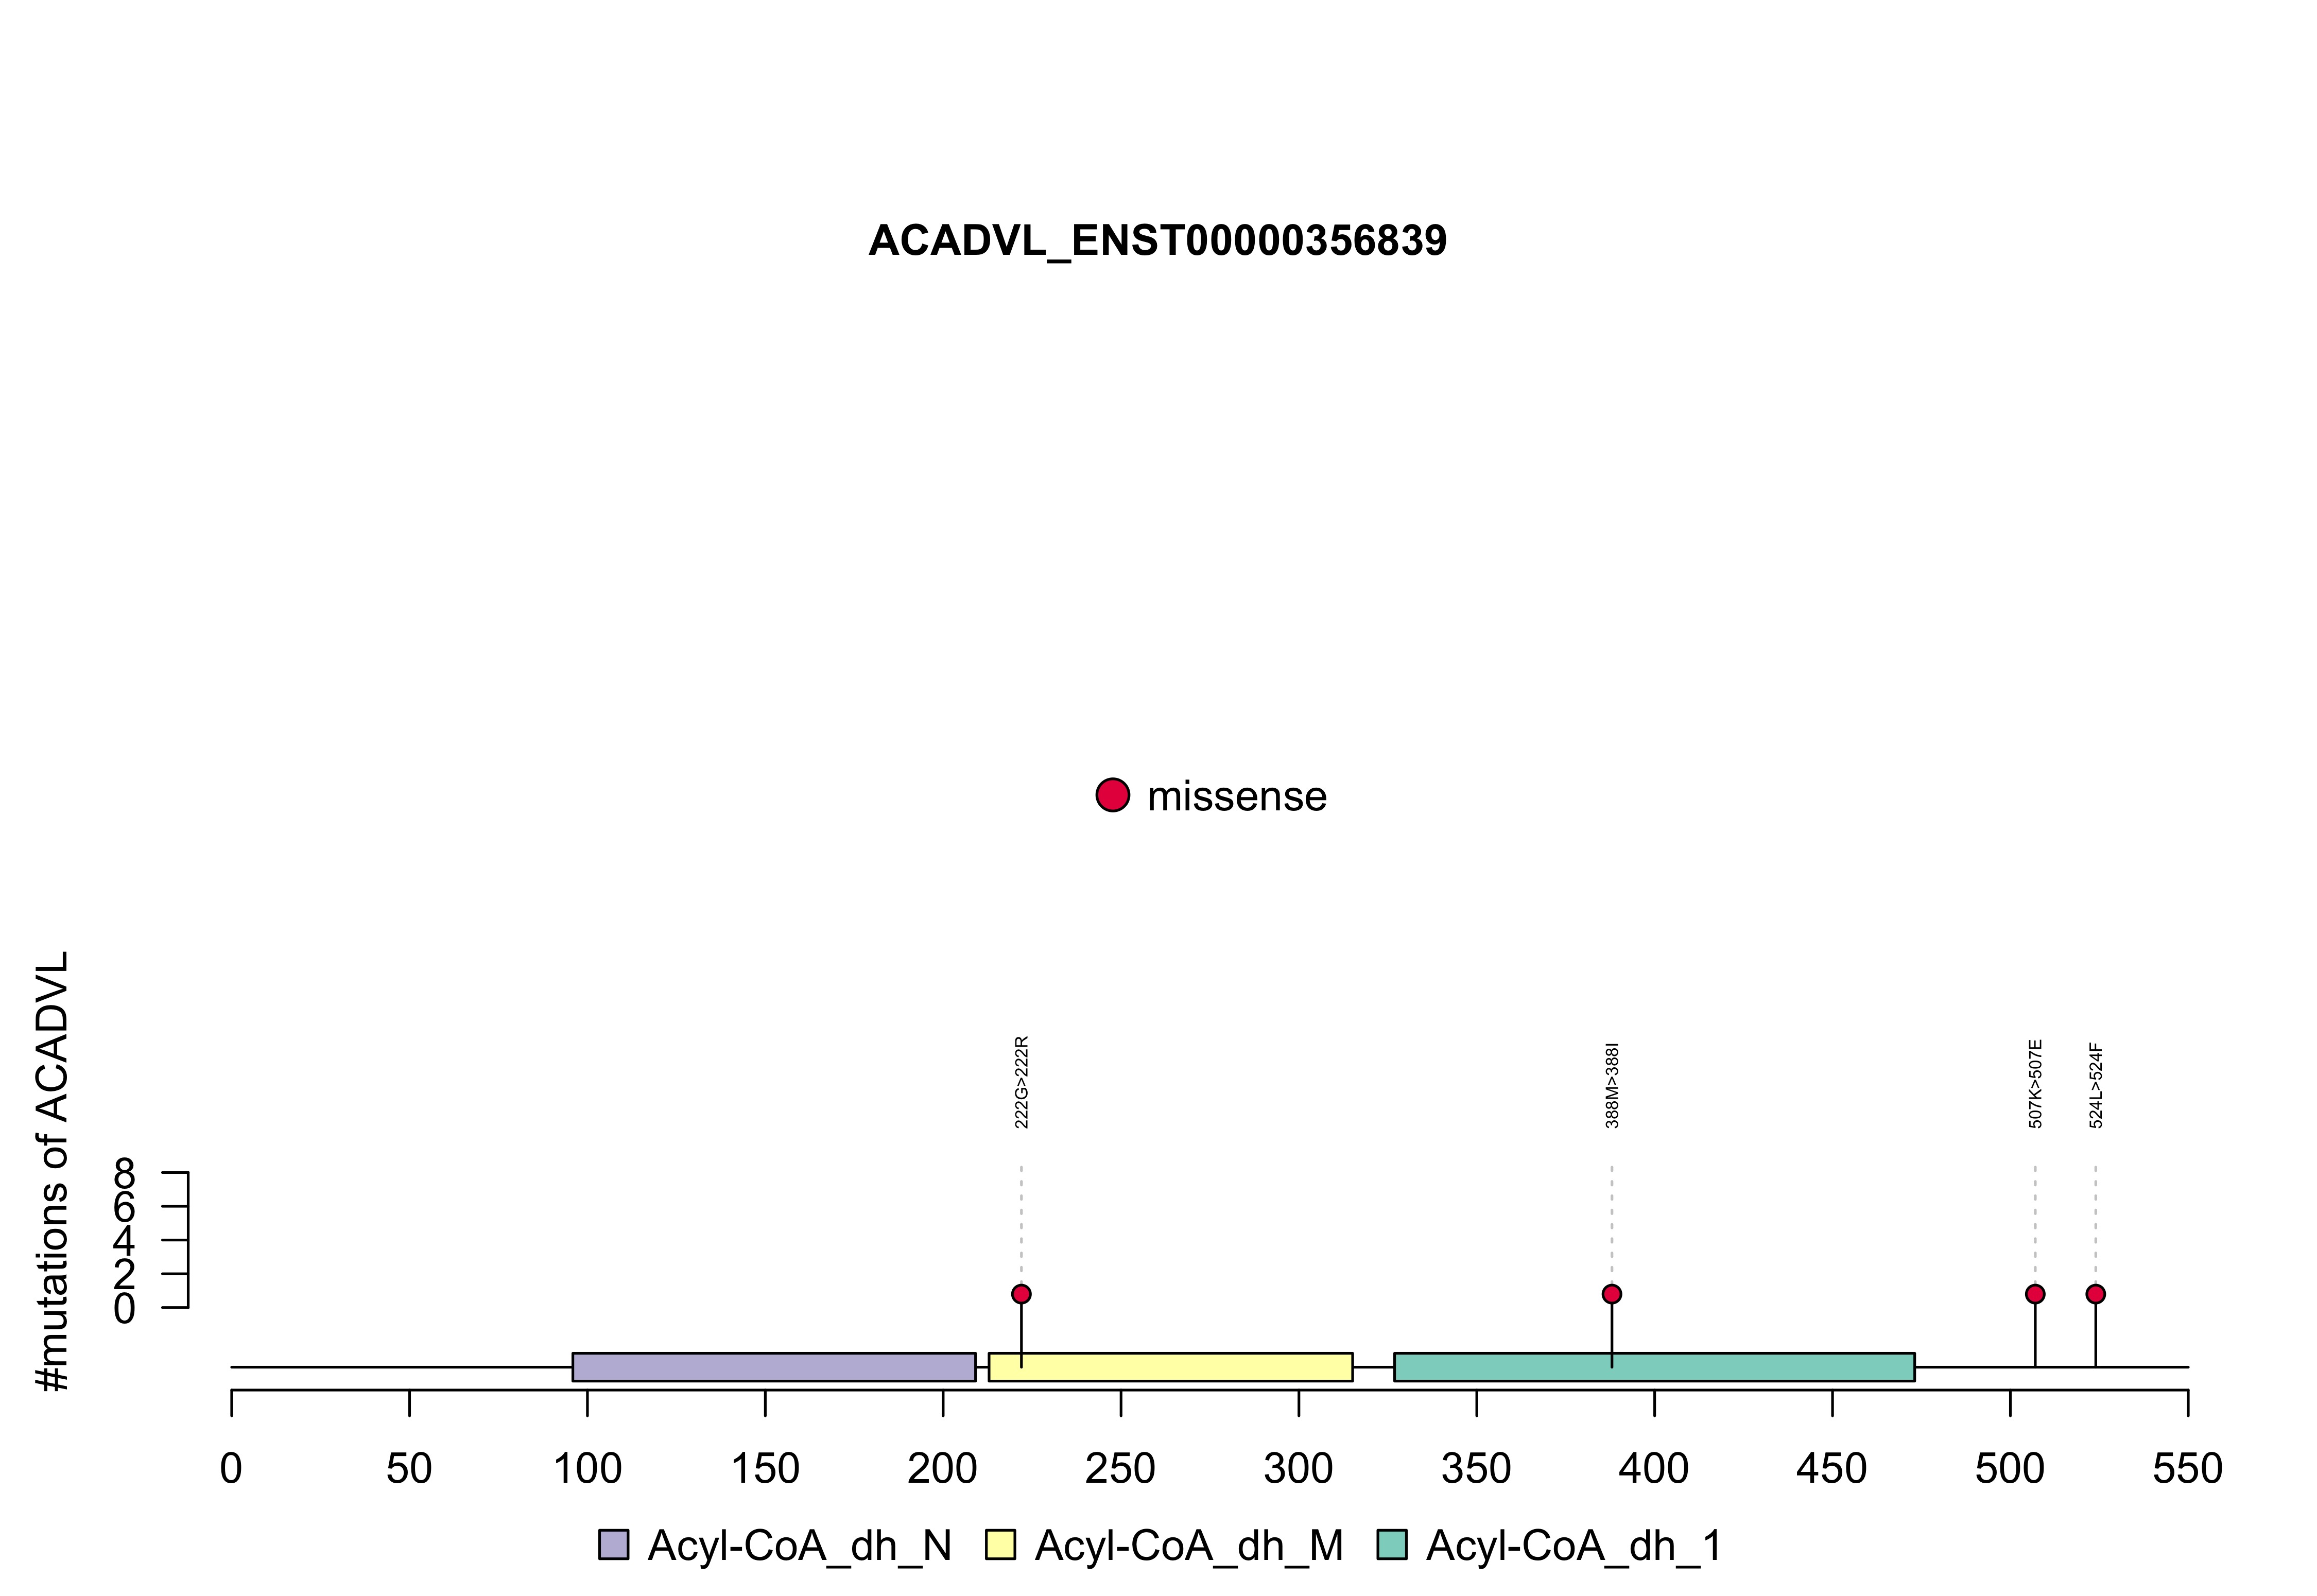 ACADVL_ENST00000356839
missense
#mutations of ACADVL
222G>222R
388M>388I
507K>507E
524L>524F
8
6
4
2
0
0 50 100 150 200 250 300 350 400 450 500 550
Acyl-CoA_dh_N Acyl-CoA_dh_M Acyl-CoA_dh_1